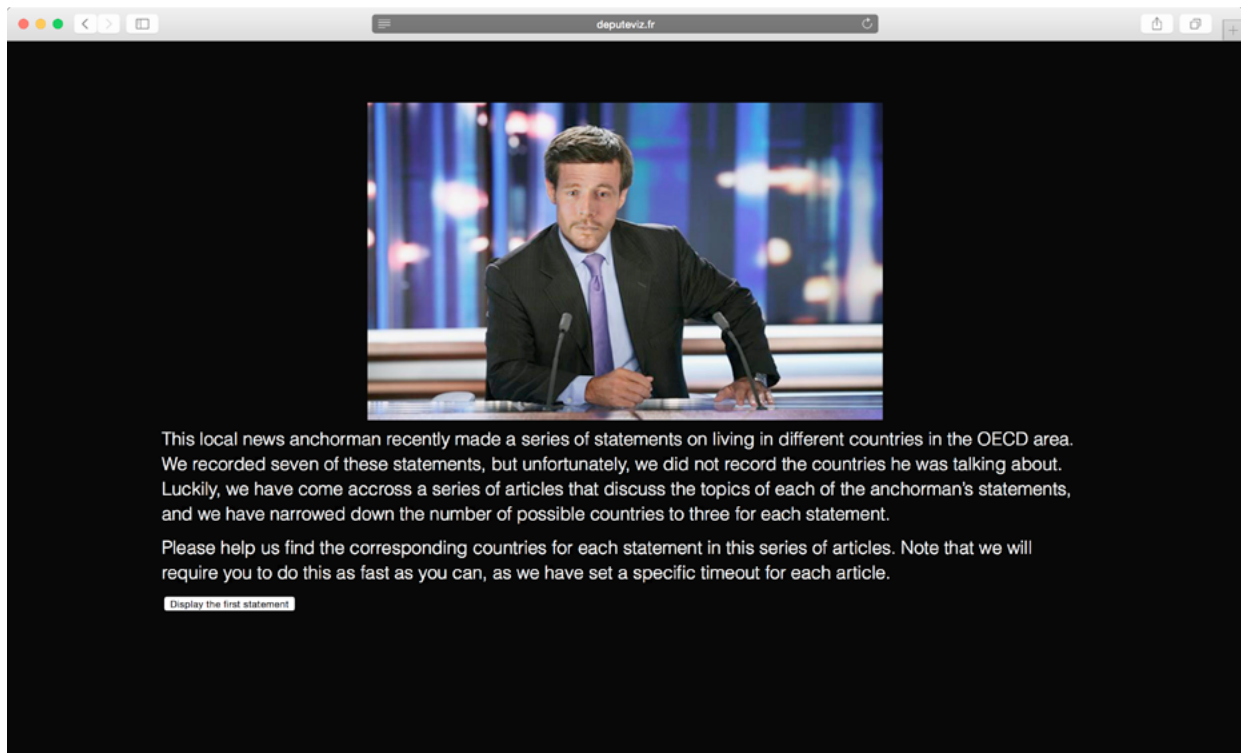 deputeviz.fr
This local news anchorman recently made a series of statements on living in different countries in the OECD area.
We recorded seven of these statements, but unfortunately, we did not record the countries he was talking about.
Luckily, we have come accross a series of articles that discuss the topics of each of the anchorman's statements,
and we have narrowed down the number of possible countries to three for each statement.
Please help us find the corresponding countries for each statement in this series of articles. Note that we will
require you to do this as fast as you can, as we have set a specific timeout for each article.
Display the first statement